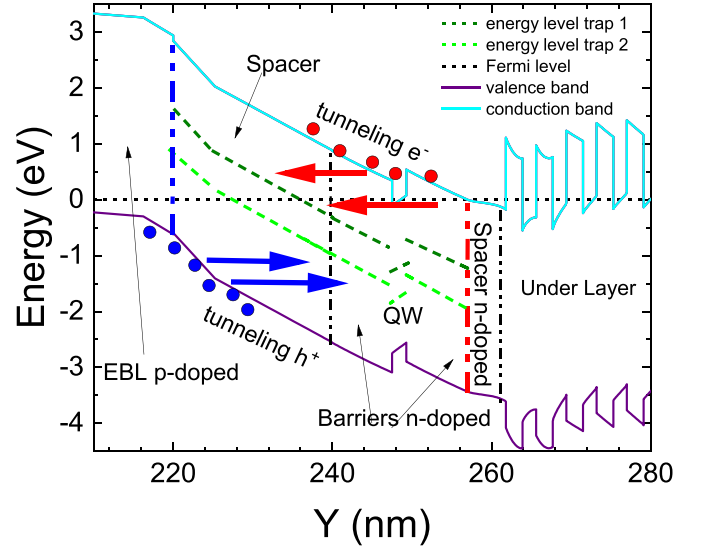 energy level trap 1
energy level trap 2
Fermi level
valence band
conduction band
Spacer
tunneling e-
Spacer n-doped
Under Layer
QW
tunneling h+
EBL p-doped
Barriers n-doped
Energy (eV)
3
2
1
0
-1
-2
-3
-4
220
240
260
280
Y (nm)